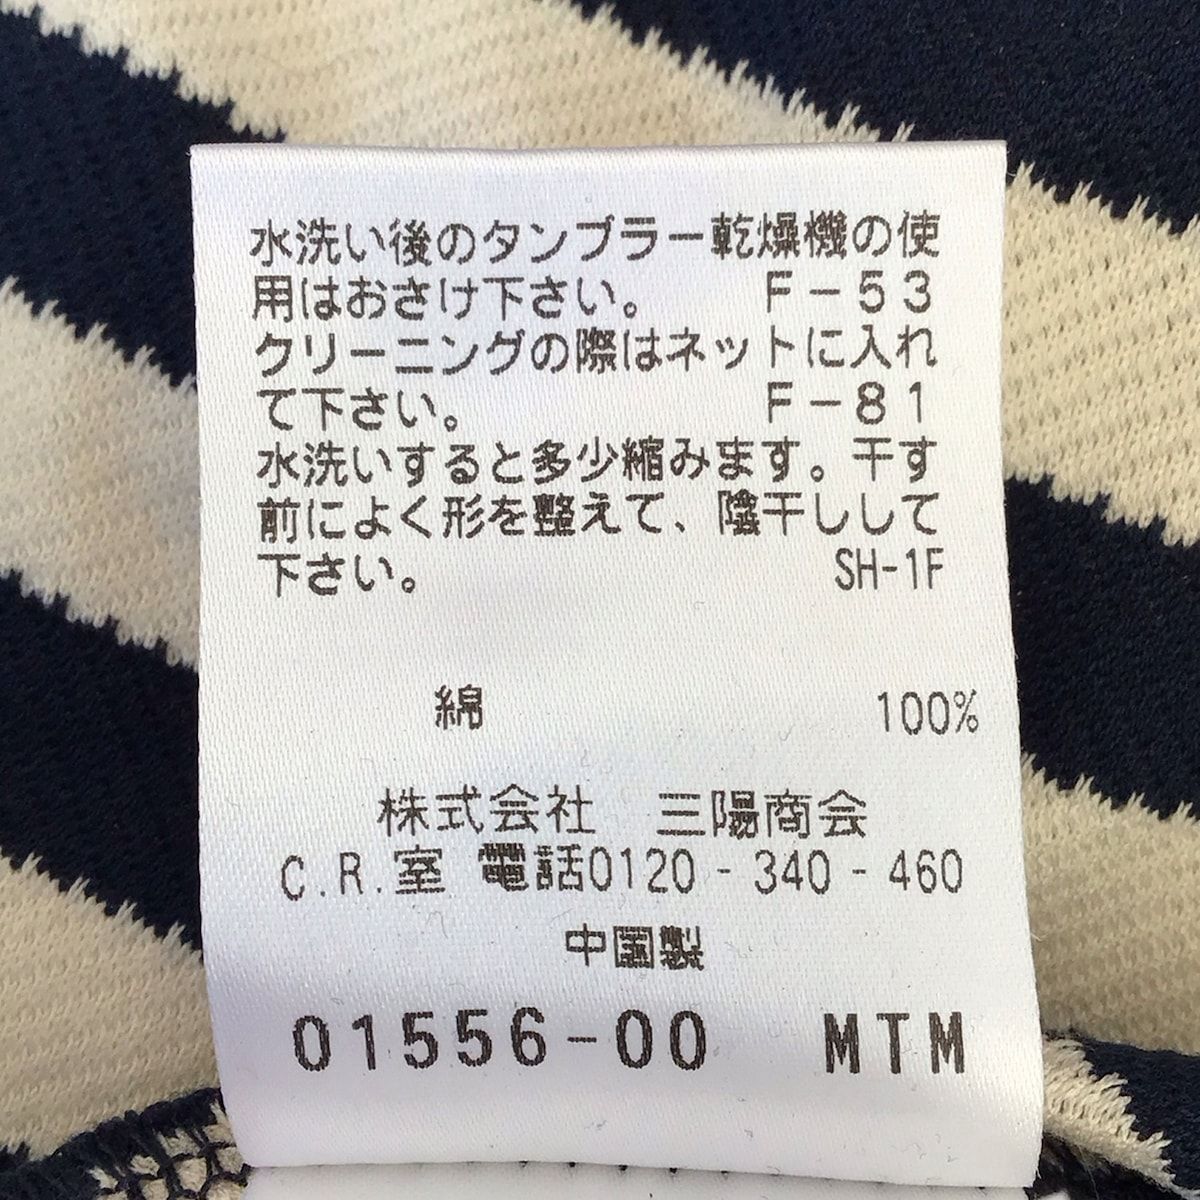 水洗い後のタンブラー乾燥機の使
用はおさけ下さい。 F-53
クリーニングの際はネットに入れ
て下さい。 F-81
水洗いすると多少縮みます。干す
前によく形を整えて、陰干しして
下さい。 SH-1F
綿 100%
株式会社 三陽商会
C.R.室 電話0120-340-460
中国製
01556-00 MTM